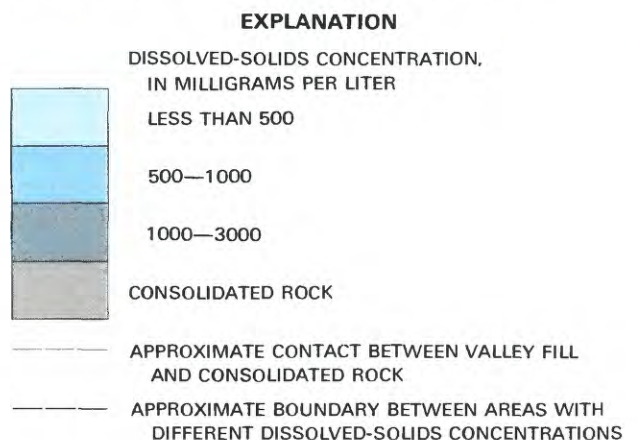 EXPLANATION
DISSOLVED-SOLIDS CONCENTRATION,
IN MILLIGRAMS PER LITER
LESS THAN 500
500—1000
1000—3000
CONSOLIDATED ROCK
APPROXIMATE CONTACT BETWEEN VALLEY FILL
AND CONSOLIDATED ROCK
APPROXIMATE BOUNDARY BETWEEN AREAS WITH
DIFFERENT DISSOLVED-SOLIDS CONCENTRATIONS